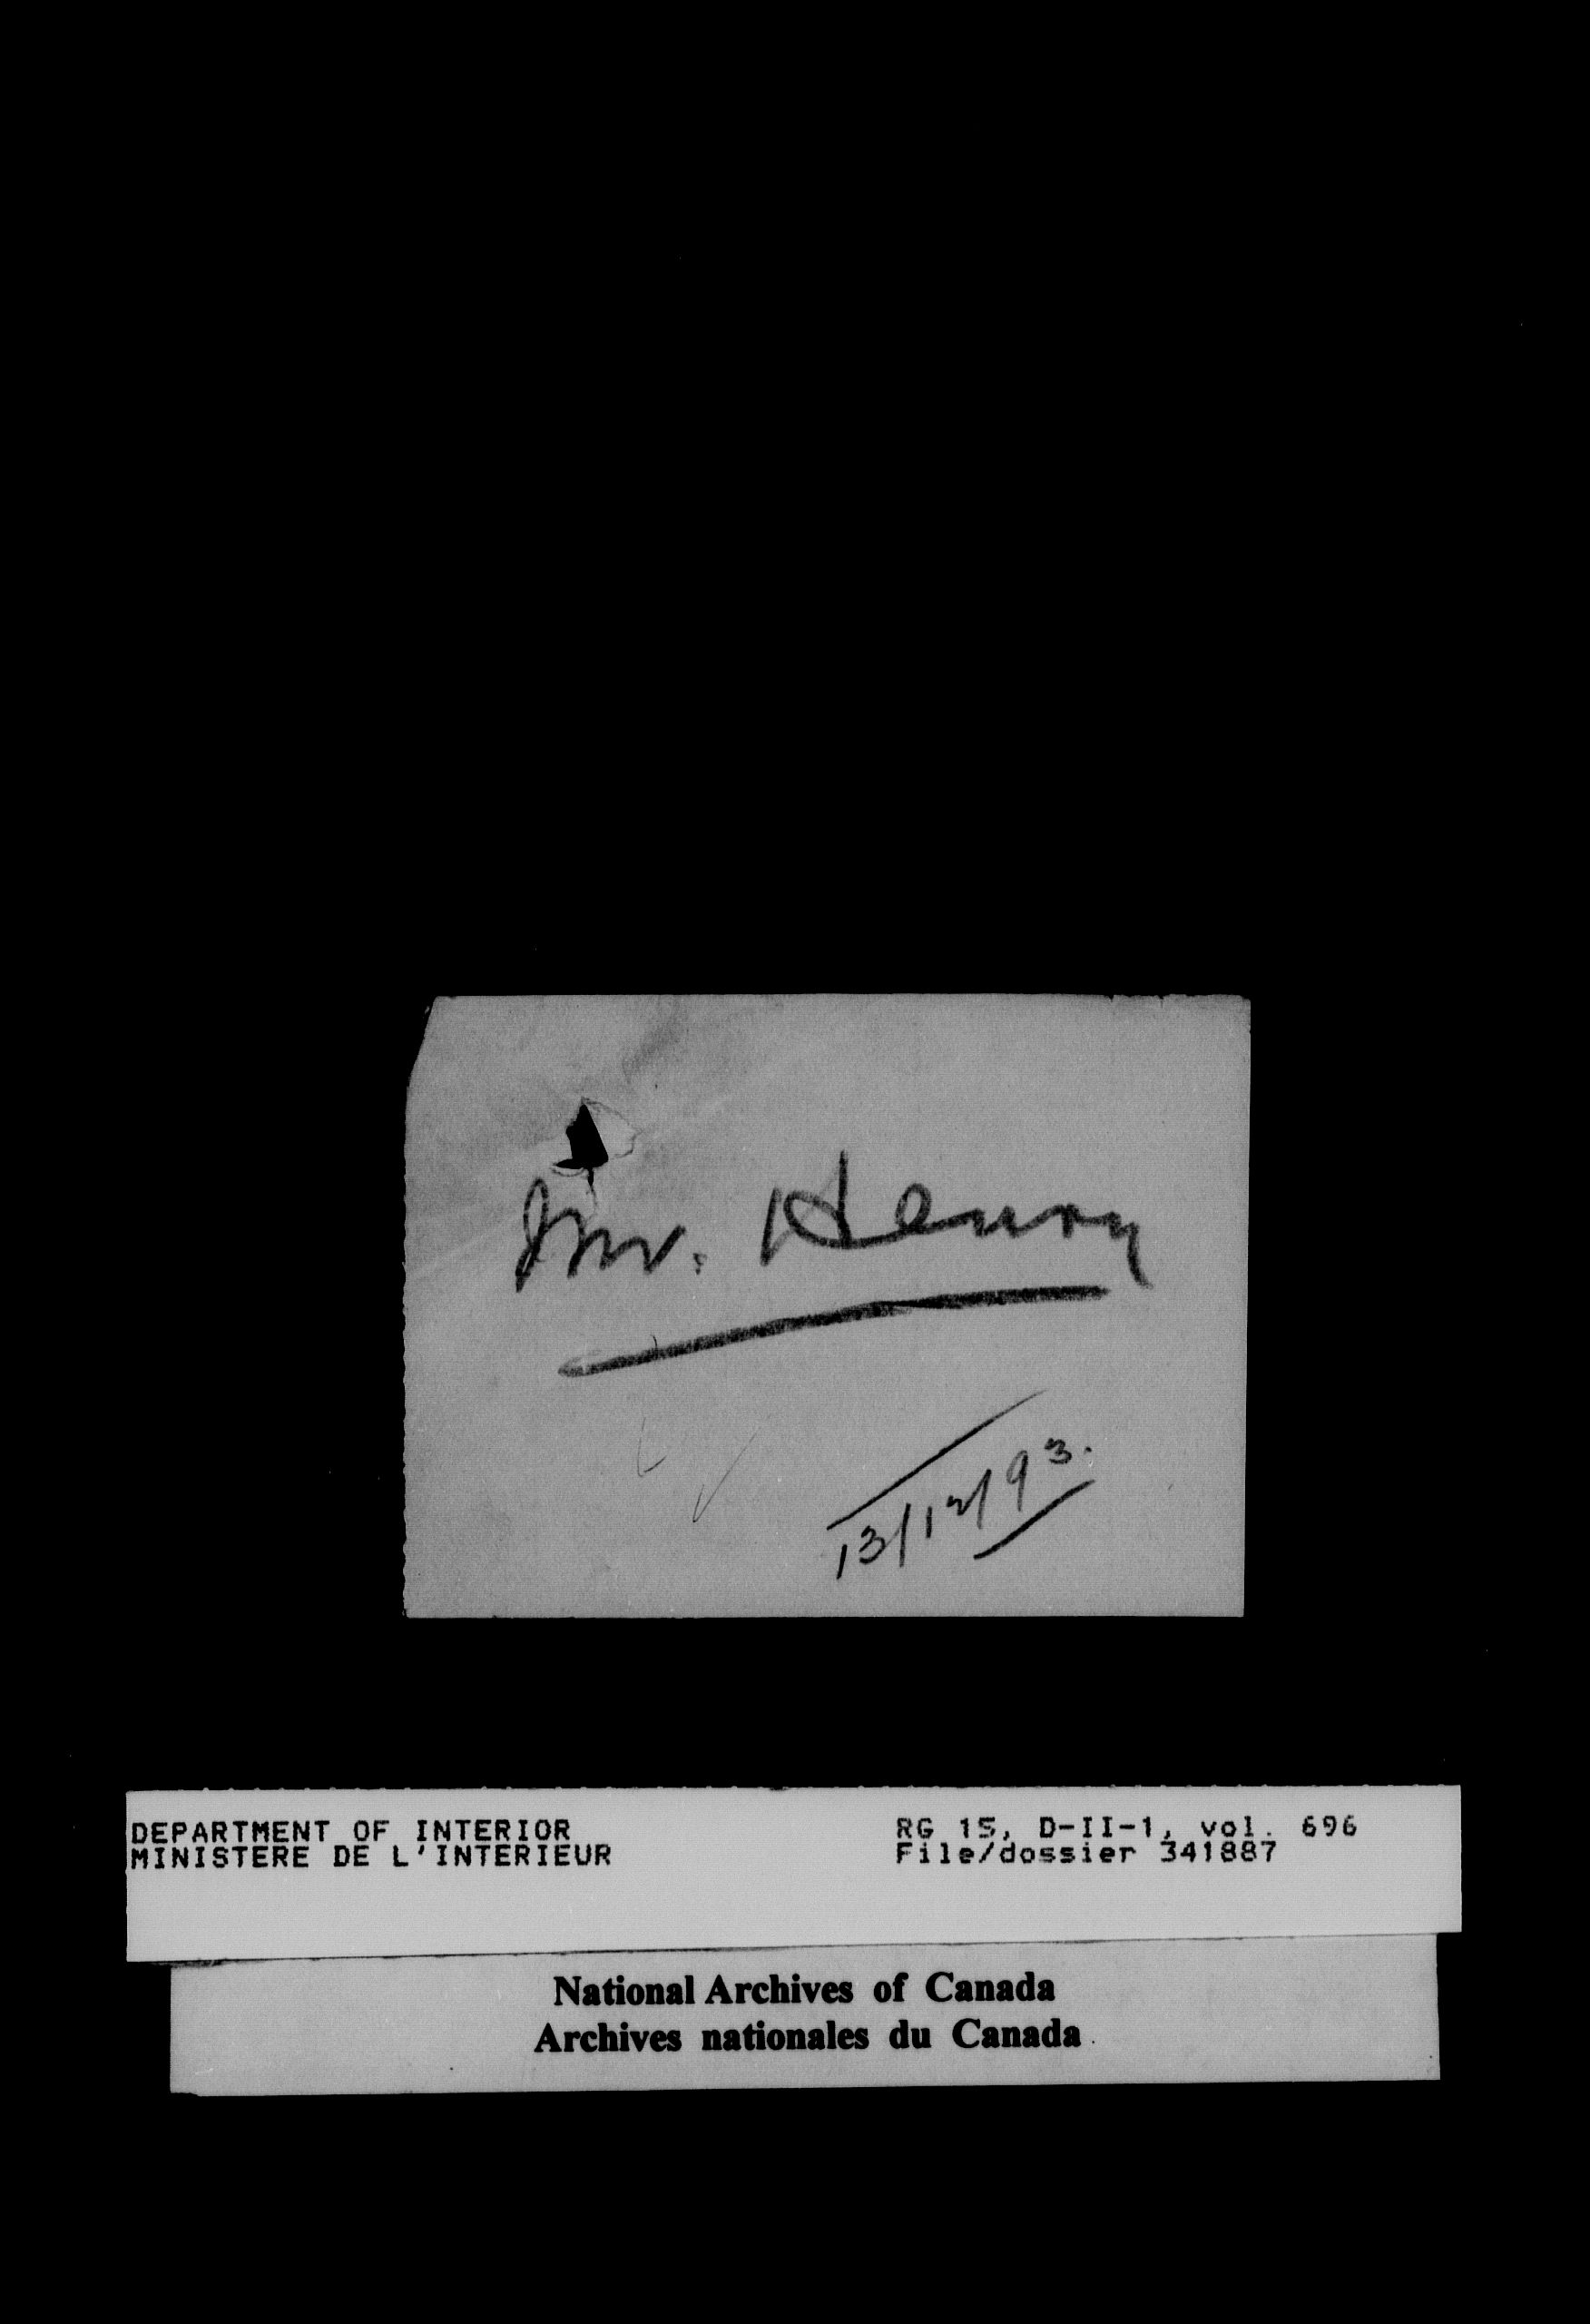 Mr. Henry
13/12/93.
DEPARTMENT OF INTERIOR
MINISTERE DE L'INTERIEUR
RG 15, D-II-1, vol. 696
File/dossier 341887
National Archives of Canada
Archives nationales du Canada